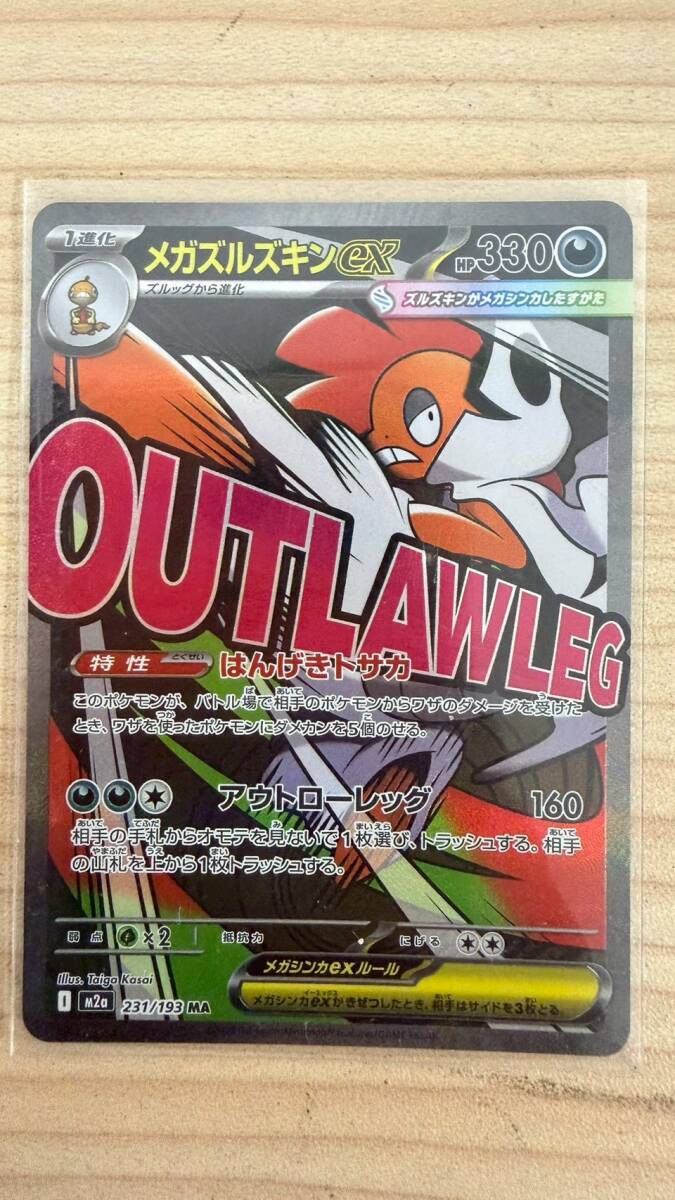 1進化
メガズルズキンex
HP330
ズルッグから進化
ズルズキンがメガシンカしたすがた
OUTLAWLEG
特性 とくせい はんげきトサカ
このポケモンが、バトル場で相手のポケモンからワザのダメージを受けた
とき、ワザを使ったポケモンにダメカンを5個のせる。
アウトローレッグ 160
相手の手札からオモテを見ないで1枚選び、トラッシュする。相手
の山札を上から1枚トラッシュする。
弱点 ×2 抵抗力 にげる
Illus. Taiga Kasai
メガシンカexルール
I m2a 231/193 MA
メガシンカexがきぜつしたとき、相手はサイドを3枚とる。